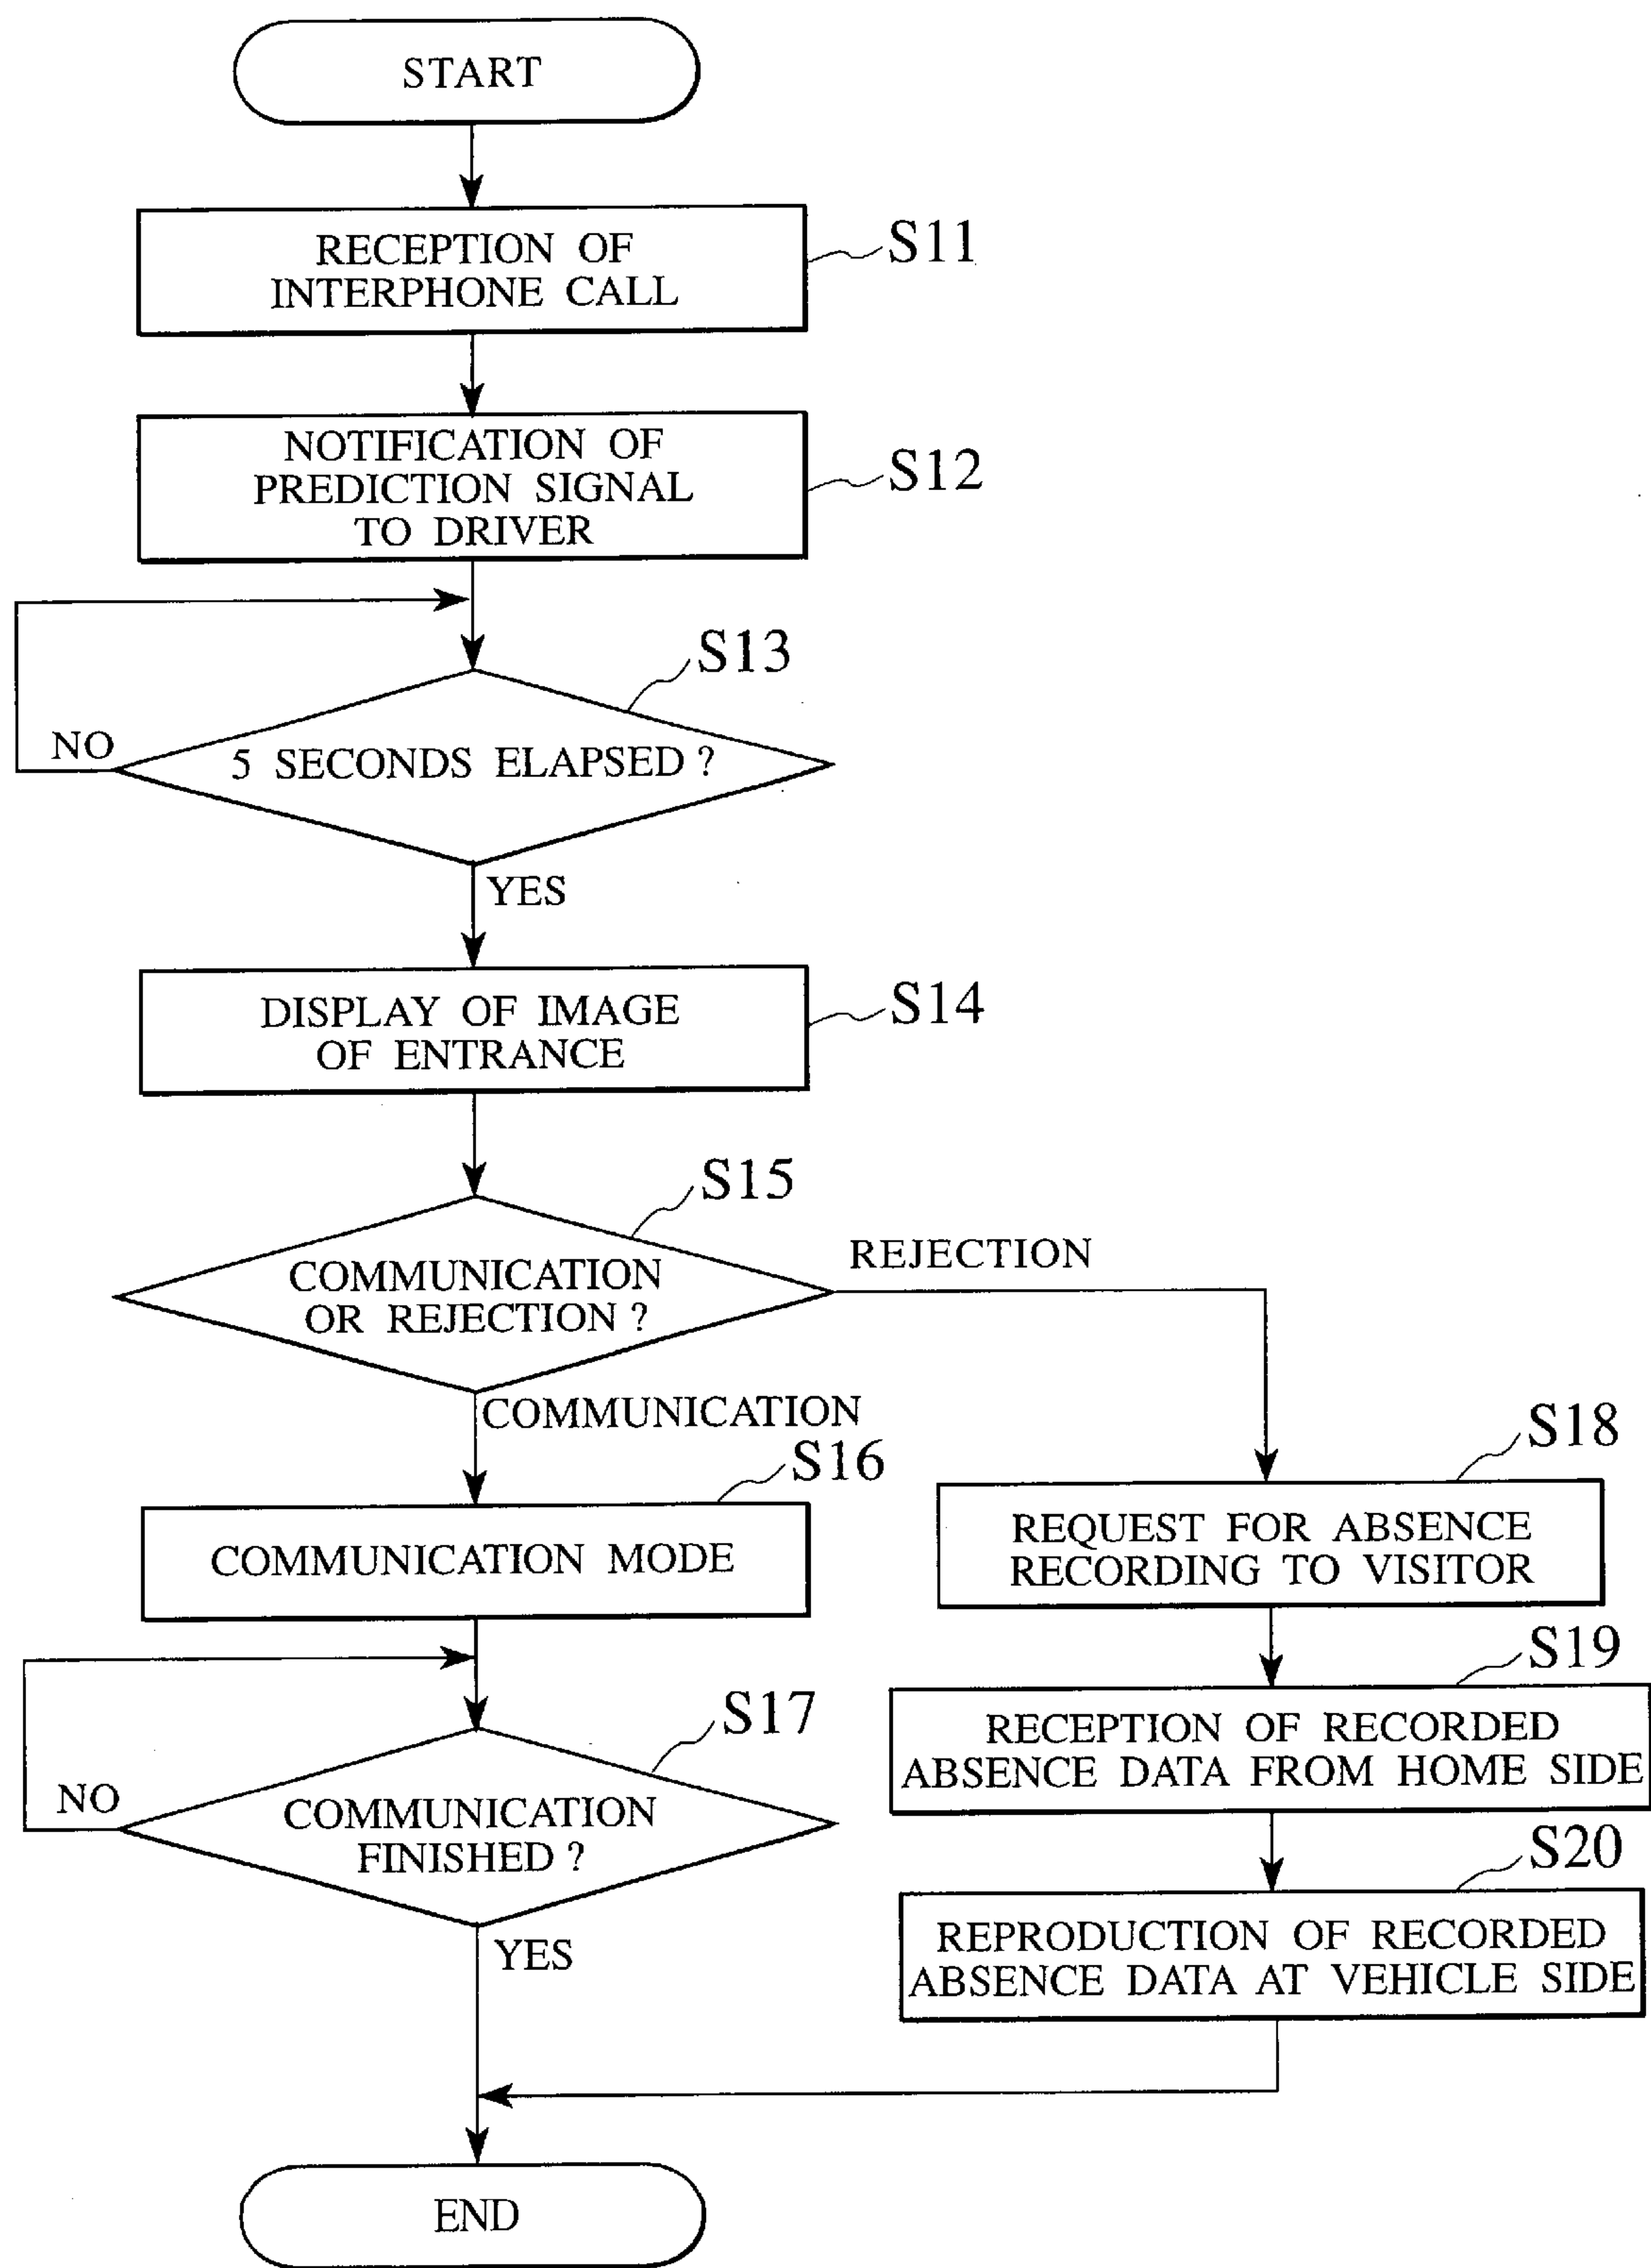 START
RECEPTION OF
INTERPHONE CALL
S11
NOTIFICATION OF
PREDICTION SIGNAL
TO DRIVER
S12
S13
5 SECONDS ELAPSED ?
NO
YES
DISPLAY OF IMAGE
OF ENTRANCE
S14
S15
COMMUNICATION
OR REJECTION ?
REJECTION
COMMUNICATION
S16
COMMUNICATION MODE
S17
COMMUNICATION
FINISHED ?
NO
YES
S18
REQUEST FOR ABSENCE
RECORDING TO VISITOR
S19
RECEPTION OF RECORDED
ABSENCE DATA FROM HOME SIDE
S20
REPRODUCTION OF RECORDED
ABSENCE DATA AT VEHICLE SIDE
END